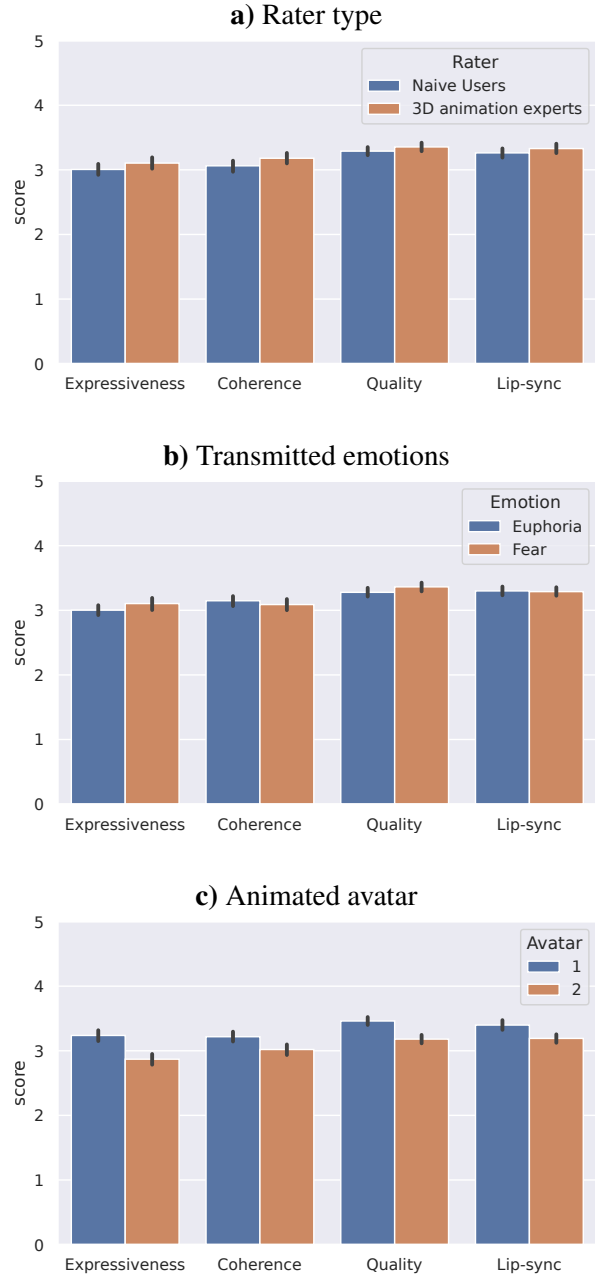 a) Rater type
5
4
3
2
1
0
score
Rater
Naive Users
3D animation experts
Expressiveness Coherence Quality Lip-sync
b) Transmitted emotions
5
4
3
2
1
0
score
Emotion
Euphoria
Fear
Expressiveness Coherence Quality Lip-sync
c) Animated avatar
5
4
3
2
1
0
score
Avatar
1
2
Expressiveness Coherence Quality Lip-sync